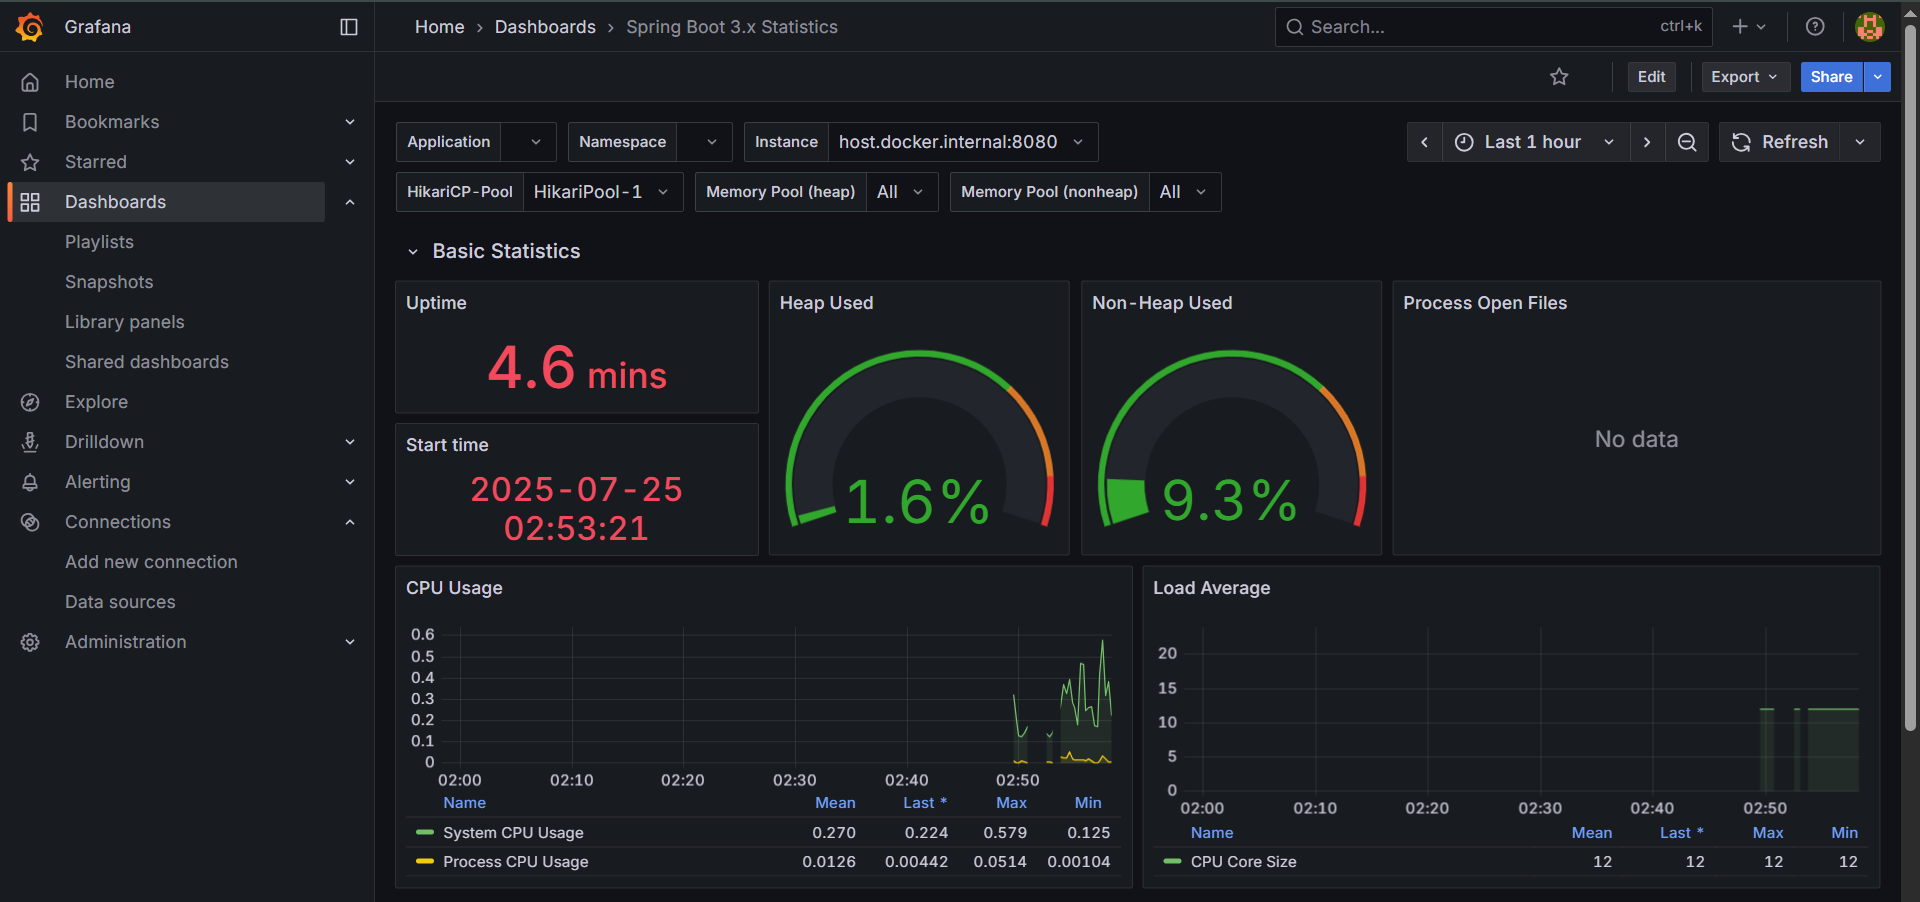 Grafana
Home › Dashboards › Spring Boot 3.x Statistics
Search...
ctrl+k
Edit
Export
Share
Home
Bookmarks
Starred
Dashboards
Playlists
Snapshots
Library panels
Shared dashboards
Explore
Drilldown
Alerting
Connections
Add new connection
Data sources
Administration
Application
Namespace
Instance host.docker.internal:8080
Last 1 hour
Refresh
HikariCP-Pool HikariPool-1
Memory Pool (heap) All
Memory Pool (nonheap) All
Basic Statistics
Uptime
4.6 mins
Start time
2025-07-25
02:53:21
Heap Used
1.6%
Non-Heap Used
9.3%
Process Open Files
No data
CPU Usage
0.6
0.5
0.4
0.3
0.2
0.1
0
02:00 02:10 02:20 02:30 02:40 02:50
Name Mean Last * Max Min
System CPU Usage 0.270 0.224 0.579 0.125
Process CPU Usage 0.0126 0.00442 0.0514 0.00104
Load Average
20
15
10
5
0
02:00 02:10 02:20 02:30 02:40 02:50
Name Mean Last * Max Min
CPU Core Size 12 12 12 12